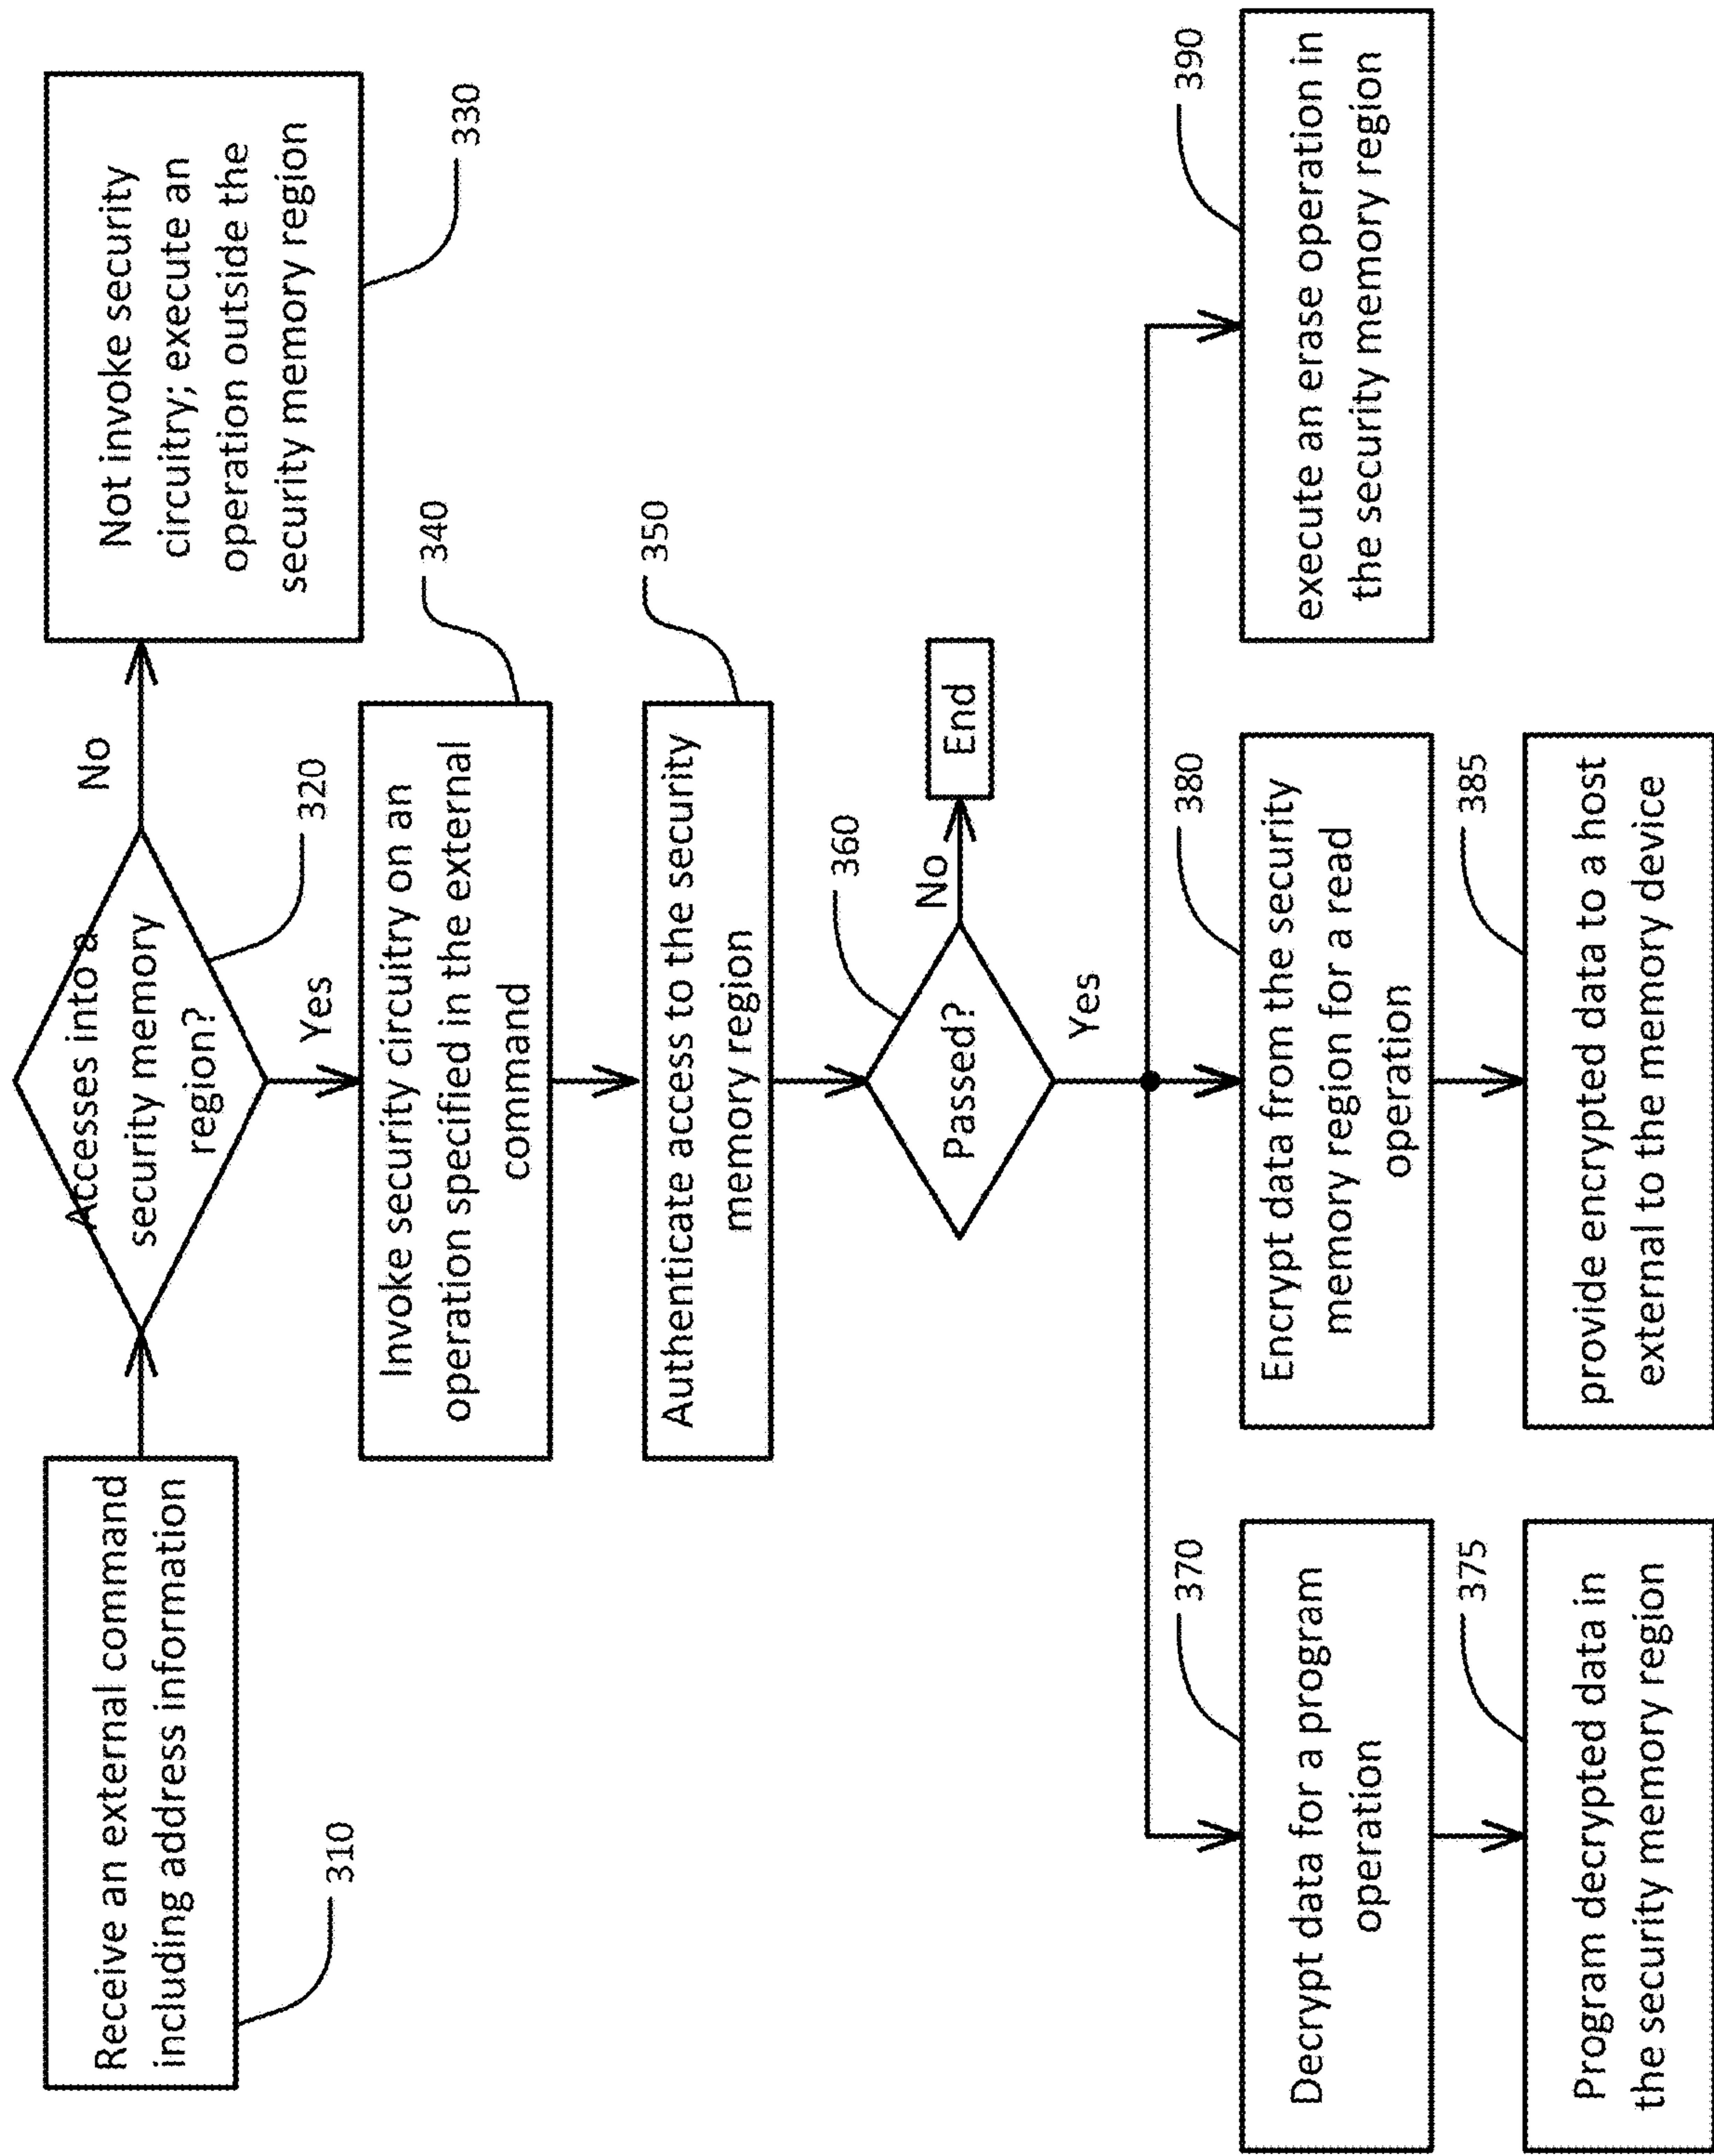 Receive an external command
including address information
310
Accesses into a
security memory
region?
320
No
Not invoke security
circuitry; execute an
operation outside the
security memory region
330
Yes
Invoke security circuitry on an
operation specified in the external
command
340
Authenticate access to the security
memory region
350
Passed?
360
No
End
Yes
Decrypt data for a program
operation
370
Program decrypted data in
the security memory region
375
Encrypt data from the security
memory region for a read
operation
380
provide encrypted data to a host
external to the memory device
385
execute an erase operation in
the security memory region
390